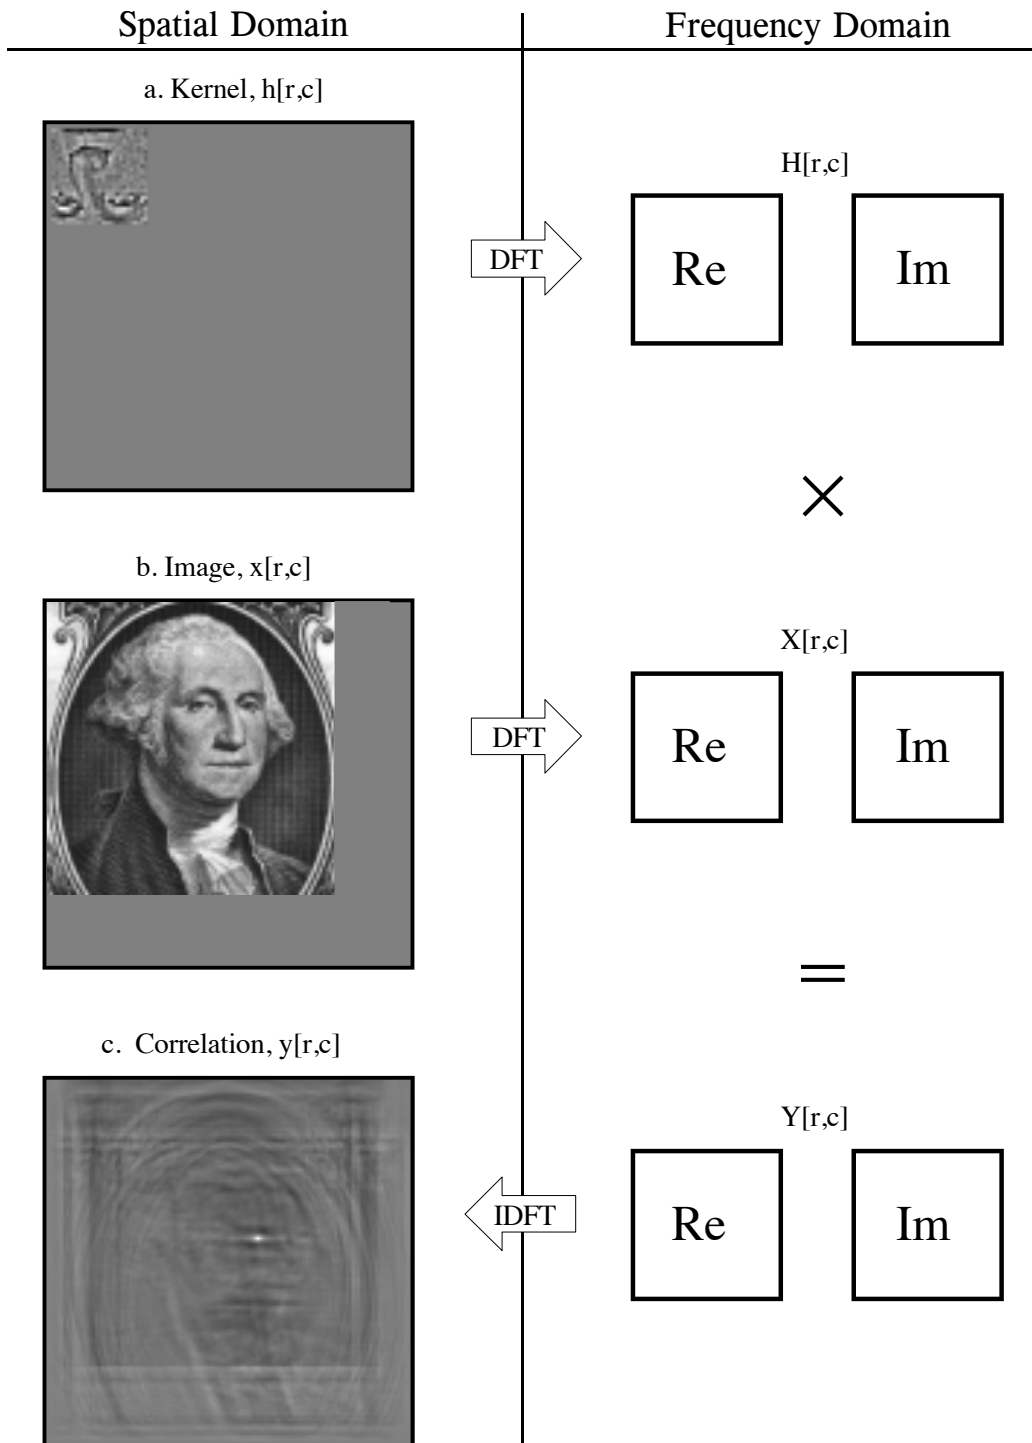 Spatial Domain
Frequency Domain
a. Kernel, h[r,c]
H[r,c]
DFT
Re
Im
×
b. Image, x[r,c]
X[r,c]
DFT
Re
Im
=
c. Correlation, y[r,c]
Y[r,c]
IDFT
Re
Im